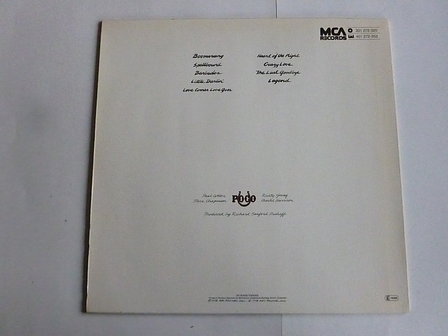 MCA RECORDS
Boomerang
Spellbound
Barbados
Little Darlin'
Love Comes Love Goes
Heart of the Night
Crazy Love
The Last Goodbye
Legend
Paul Cotton
Steve Chapman
POCO
Rusty Young
Charlie Harrison
Produced by Richard Sanford Orshoff